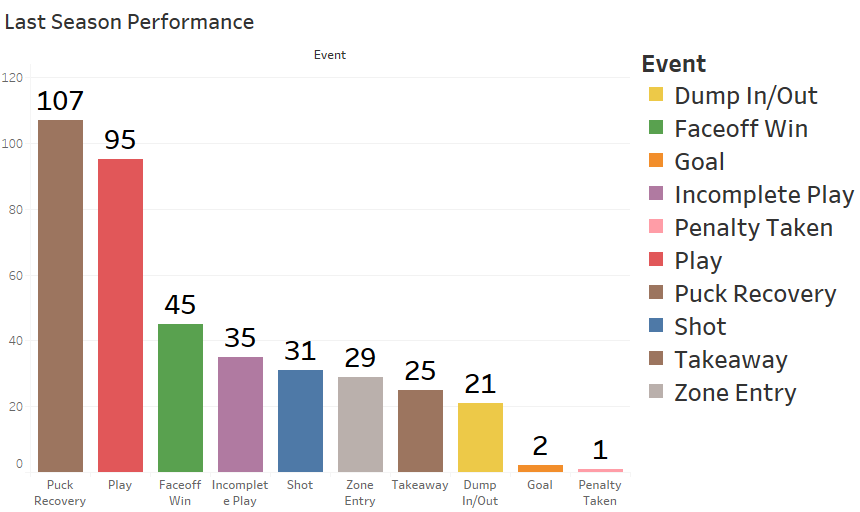 Last Season Performance
Event
120
100
80
60
40
20
0
107
95
45
35
31
29
25
21
2
1
Puck
Recovery
Play
Faceoff
Win
Incomplet
e Play
Shot
Zone
Entry
Takeaway
Dump
In/Out
Goal
Penalty
Taken
Event
Dump In/Out
Faceoff Win
Goal
Incomplete Play
Penalty Taken
Play
Puck Recovery
Shot
Takeaway
Zone Entry